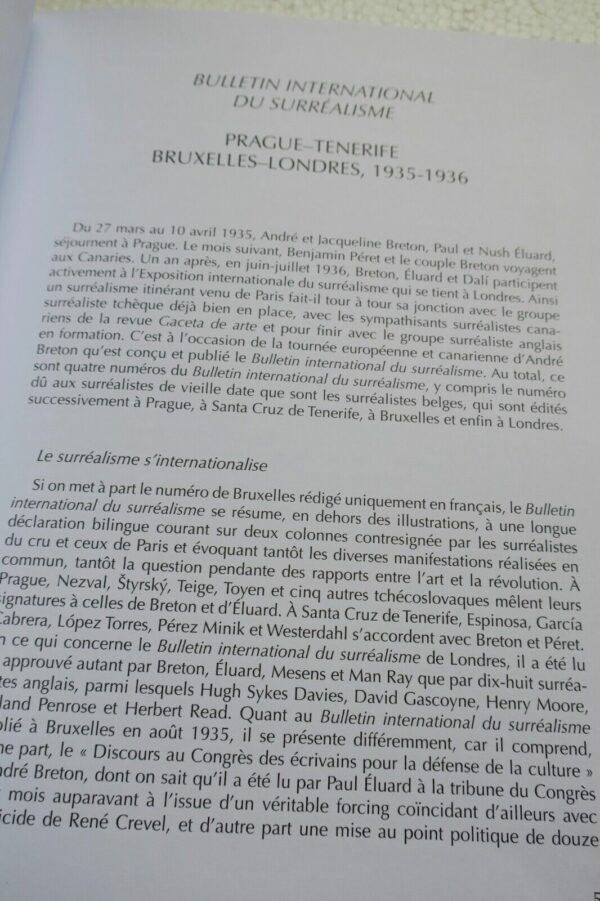 BULLETIN INTERNATIONAL
DU SURRÉALISME
PRAGUE–TENERIFE
BRUXELLES–LONDRES, 1935-1936
Du 27 mars au 10 avril 1935, André et Jacqueline Breton, Paul et Nush Éluard,
séjournent à Prague. Le mois suivant, Benjamin Péret et le couple Breton voyagent
aux Canaries. Un an après, en juin-juillet 1936, Breton, Éluard et Dalí participent
activement à l'Exposition internationale du surréalisme qui se tient à Londres. Ainsi
un surréalisme itinérant venu de Paris fait-il tour à tour sa jonction avec le groupe
surréaliste tchèque déjà bien en place, avec les sympathisants surréalistes cana-
riens de la revue Gaceta de arte et pour finir avec le groupe surréaliste anglais
en formation. C'est à l'occasion de la tournée européenne et canarienne d'André
Breton qu'est conçu et publié le Bulletin international du surréalisme. Au total, ce
sont quatre numéros du Bulletin international du surréalisme, y compris le numéro
dû aux surréalistes de vieille date que sont les surréalistes belges, qui sont édités
successivement à Prague, à Santa Cruz de Tenerife, à Bruxelles et enfin à Londres.
Le surréalisme s'internationalise
Si on met à part le numéro de Bruxelles rédigé uniquement en français, le Bulletin
international du surréalisme se résume, en dehors des illustrations, à une longue
déclaration bilingue courant sur deux colonnes contresignée par les surréalistes
du cru et ceux de Paris et évoquant tantôt les diverses manifestations réalisées en
commun, tantôt la question pendante des rapports entre l'art et la révolution. À
Prague, Nezval, Štyrský, Teige, Toyen et cinq autres tchécoslovaques mêlent leurs
signatures à celles de Breton et d'Éluard. À Santa Cruz de Tenerife, Espinosa, García
Cabrera, López Torres, Pérez Minik et Westerdahl s'accordent avec Breton et Péret.
n ce qui concerne le Bulletin international du surréalisme de Londres, il a été lu
approuvé autant par Breton, Éluard, Mesens et Man Ray que par dix-huit surréa-
tes anglais, parmi lesquels Hugh Sykes Davies, David Gascoyne, Henry Moore,
land Penrose et Herbert Read. Quant au Bulletin international du surréalisme
blié à Bruxelles en août 1935, il se présente différemment, car il comprend,
ne part, le « Discours au Congrès des écrivains pour la défense de la culture »
ndré Breton, dont on sait qu'il a été lu par Paul Éluard à la tribune du Congrès
mois auparavant à l'issue d'un véritable forcing coïncidant d'ailleurs avec
icide de René Crevel, et d'autre part une mise au point politique de douze